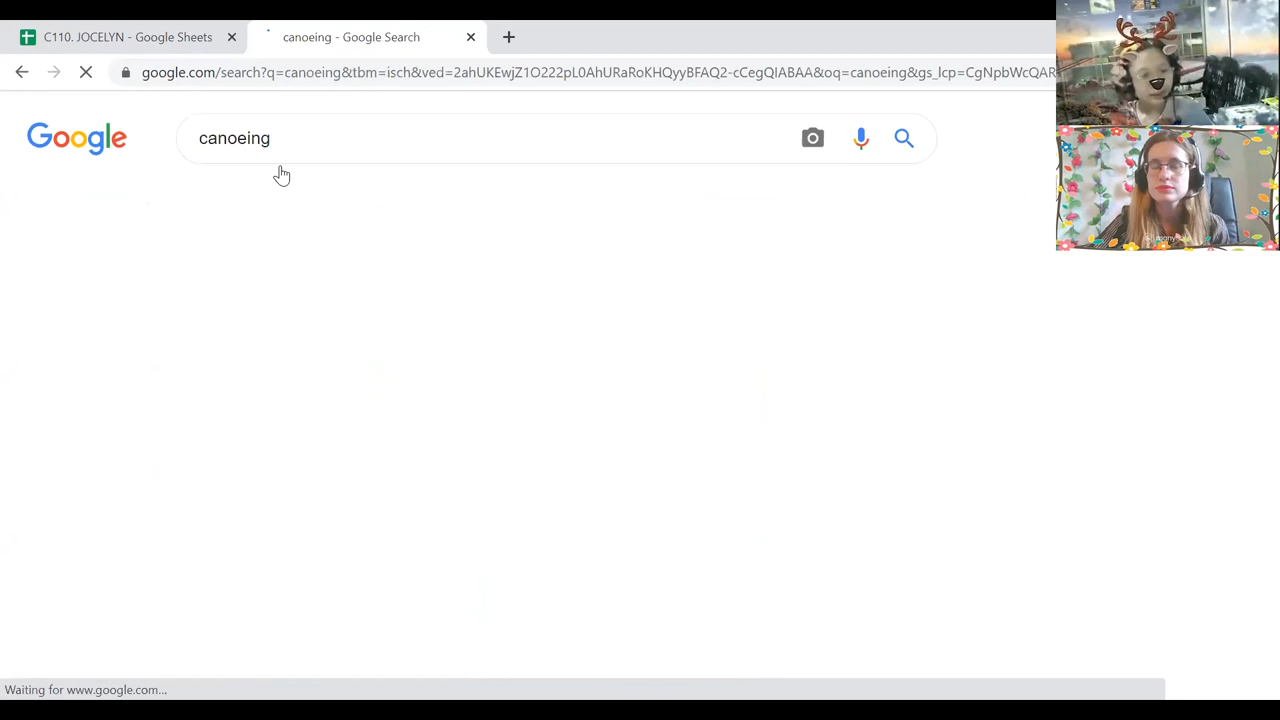 C110. JOCELYN - Google Sheets
canoeing - Google Search
google.com/search?q=canoeing&tbm=isch&ved=2ahUKEwjZ1O222pL0AhURaRoKHQyyBFAQ2-cCegQIABAA&oq=canoeing&gs_lcp=CgNpbWcQAR
Google
canoeing
Waiting for www.google.com...